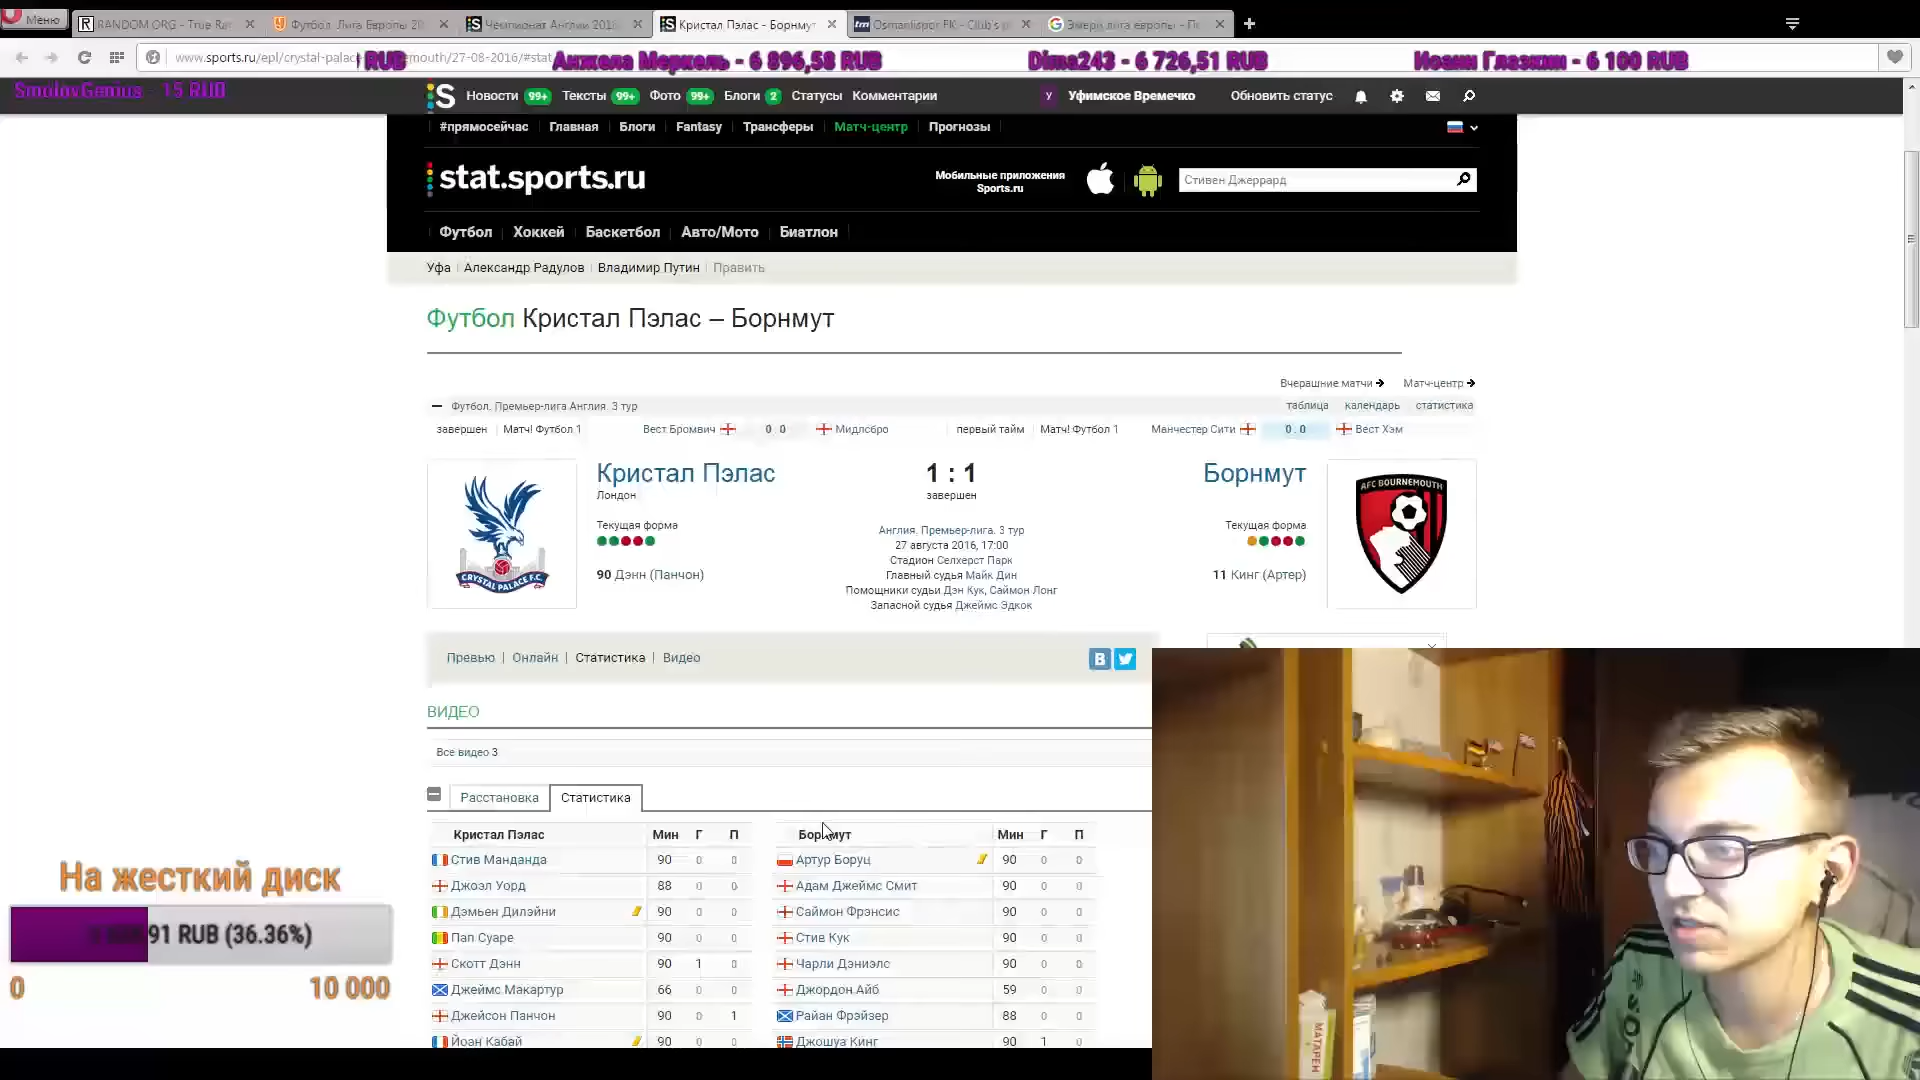 Меню
RANDOM.ORG - True Ra
Футбол. Лига Европы 20
Чемпионат Англии 2016
Кристал Пэлас – Борнмут
Osmanlispor FK - Club's p
Эмери лига европы - По
www.sports.ru/epl/crystal-palac
mouth/27-08-2016/#stat
RUB
Анжела Меркель - 6 896,58 RUB
Dima243 - 6 726,51 RUB
Иоанн Глазкин - 6 100 RUB
SmolovGenius - 15 RUB
S Новости 99+ Тексты 99+ Фото 99+ Блоги 2 Статусы Комментарии
У Уфимское Времечко Обновить статус
#прямосейчас Главная Блоги Fantasy Трансферы Матч-центр Прогнозы
stat.sports.ru
Мобильные приложения
Sports.ru
Стивен Джеррард
Футбол Хоккей Баскетбол Авто/Мото Биатлон
Уфа Александр Радулов Владимир Путин Править
Футбол Кристал Пэлас – Борнмут
Вчерашние матчи Матч-центр
Футбол. Премьер-лига Англия. 3 тур
таблица календарь статистика
завершен Матч! Футбол 1 Вест Бромвич 0 : 0 Мидлсбро
первый тайм Матч! Футбол 1 Манчестер Сити 0 : 0 Вест Хэм
CRYSTAL PALACE F.C.
Кристал Пэлас
Лондон
Текущая форма
90 Дэнн (Панчон)
1 : 1
завершен
Англия. Премьер-лига. 3 тур
27 августа 2016, 17:00
Стадион Селхерст Парк
Главный судья Майк Дин
Помощники судьи Дэн Кук, Саймон Лонг
Запасной судья Джеймс Эдкок
Борнмут
Текущая форма
11 Кинг (Артер)
AFC BOURNEMOUTH
Превью | Онлайн | Статистика | Видео
В
ВИДЕО
Все видео 3
Расстановка Статистика
Кристал Пэлас Мин Г П
Стив Манданда 90 0 0
Джоэл Уорд 88 0 0
Дэмьен Дилэйни 90 0 0
Пап Суаре 90 0 0
Скотт Дэнн 90 1 0
Джеймс Макартур 66 0 0
Джейсон Панчон 90 0 1
Йоан Кабай 90 0 0
Борнмут Мин Г П
Артур Боруц 90 0 0
Адам Джеймс Смит 90 0 0
Саймон Фрэнсис 90 0 0
Стив Кук 90 0 0
Чарли Дэниэлс 90 0 0
Джордон Айб 59 0 0
Райан Фрэйзер 88 0 0
Джошуа Кинг 90 1 0
На жесткий диск
91 RUB (36.36%)
0
10 000
МАТАРЕН